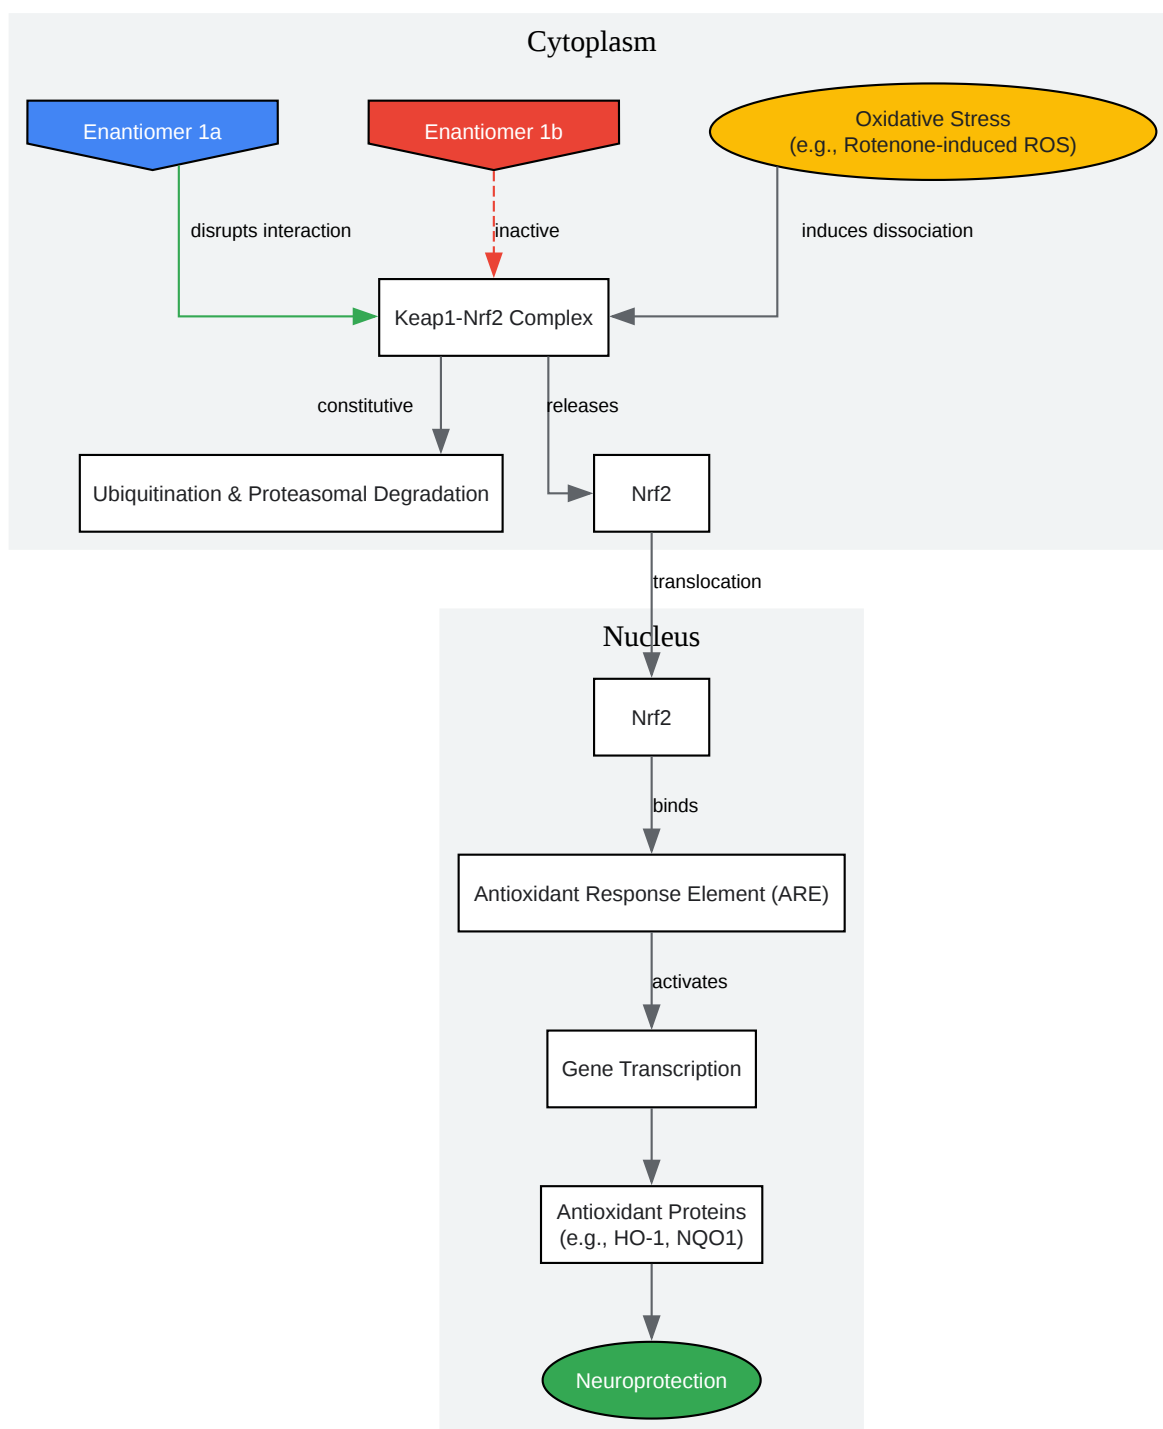 Cytoplasm
Enantiomer 1a
Enantiomer 1b
Oxidative Stress
(e.g., Rotenone-induced ROS)
disrupts interaction
inactive
induces dissociation
Keap1-Nrf2 Complex
constitutive
releases
Ubiquitination & Proteasomal Degradation
Nrf2
translocation
Nucleus
Nrf2
binds
Antioxidant Response Element (ARE)
activates
Gene Transcription
Antioxidant Proteins
(e.g., HO-1, NQO1)
Neuroprotection